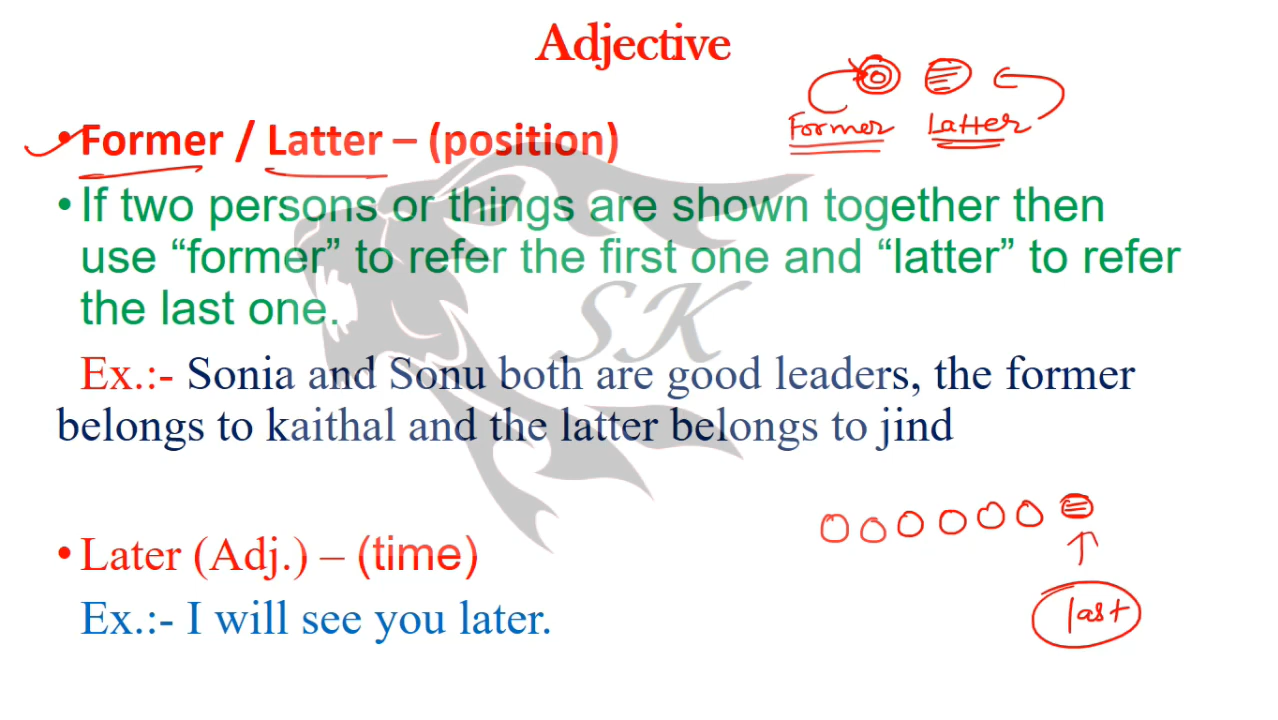 Adjective
Former Latter
• Former / Latter – (position)
• If two persons or things are shown together then
use “former” to refer the first one and “latter” to refer
the last one.
SK
Ex.:- Sonia and Sonu both are good leaders, the former
belongs to kaithal and the latter belongs to jind
• Later (Adj.) – (time)
Ex.:- I will see you later.
last